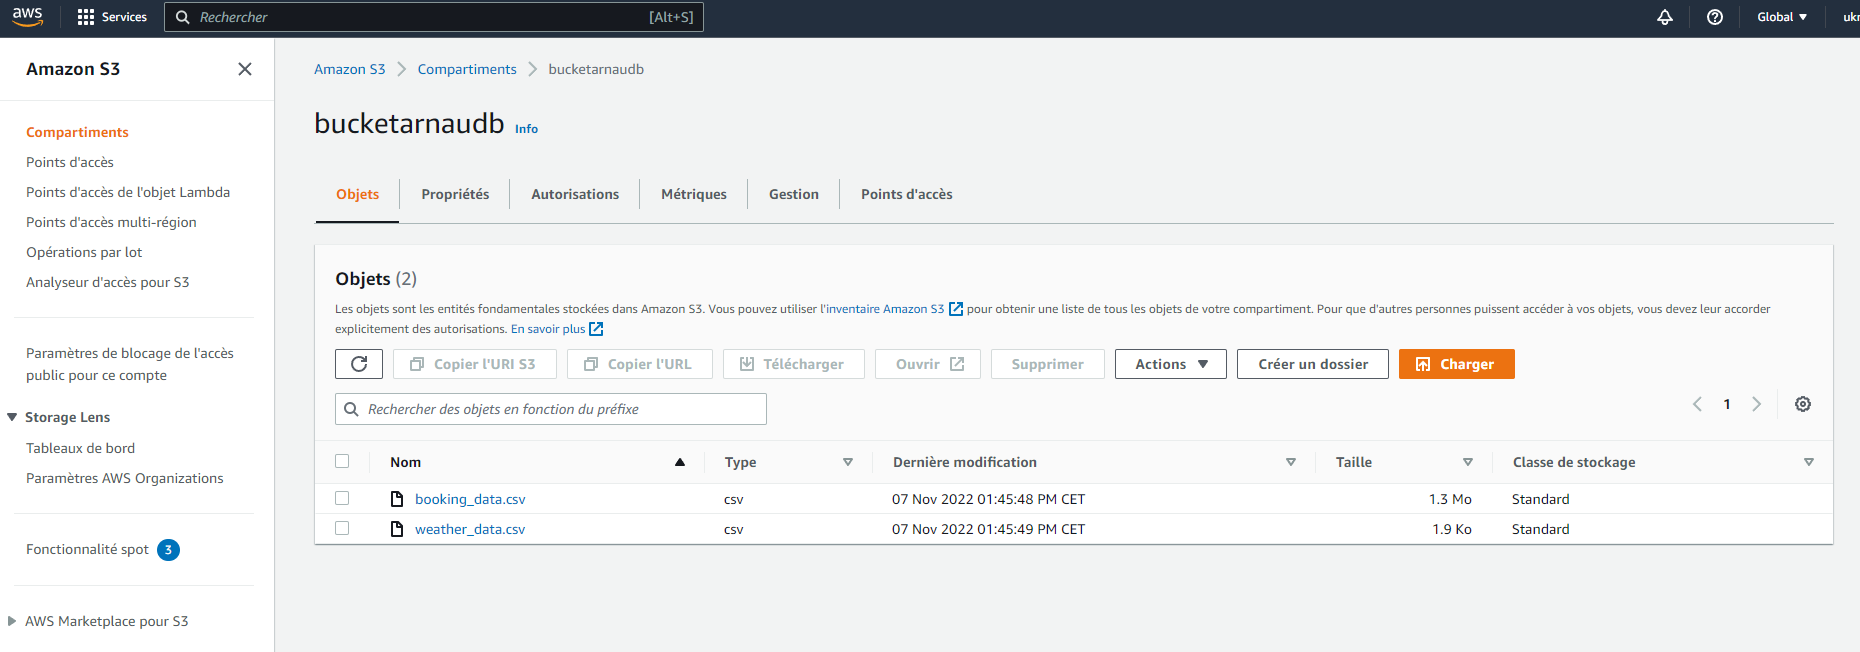 aws
Services
Rechercher [Alt+S]
Global
Amazon S3
Amazon S3 Compartiments bucketarnaudb
bucketarnaudb Info
Compartiments
Points d'accès
Points d'accès de l'objet Lambda
Points d'accès multi-région
Opérations par lot
Analyseur d'accès pour S3
Paramètres de blocage de l'accès
public pour ce compte
Storage Lens
Tableaux de bord
Paramètres AWS Organizations
Fonctionnalité spot 3
AWS Marketplace pour S3
Objets Propriétés Autorisations Métriques Gestion Points d'accès
Objets (2)
Les objets sont les entités fondamentales stockées dans Amazon S3. Vous pouvez utiliser l'inventaire Amazon S3 pour obtenir une liste de tous les objets de votre compartiment. Pour que d'autres personnes puissent accéder à vos objets, vous devez leur accorder
explicitement des autorisations. En savoir plus
Copier l'URI S3 Copier l'URL Télécharger Ouvrir Supprimer Actions Créer un dossier Charger
Rechercher des objets en fonction du préfixe
1
Nom Type Dernière modification Taille Classe de stockage
booking_data.csv csv 07 Nov 2022 01:45:48 PM CET 1.3 Mo Standard
weather_data.csv csv 07 Nov 2022 01:45:49 PM CET 1.9 Ko Standard